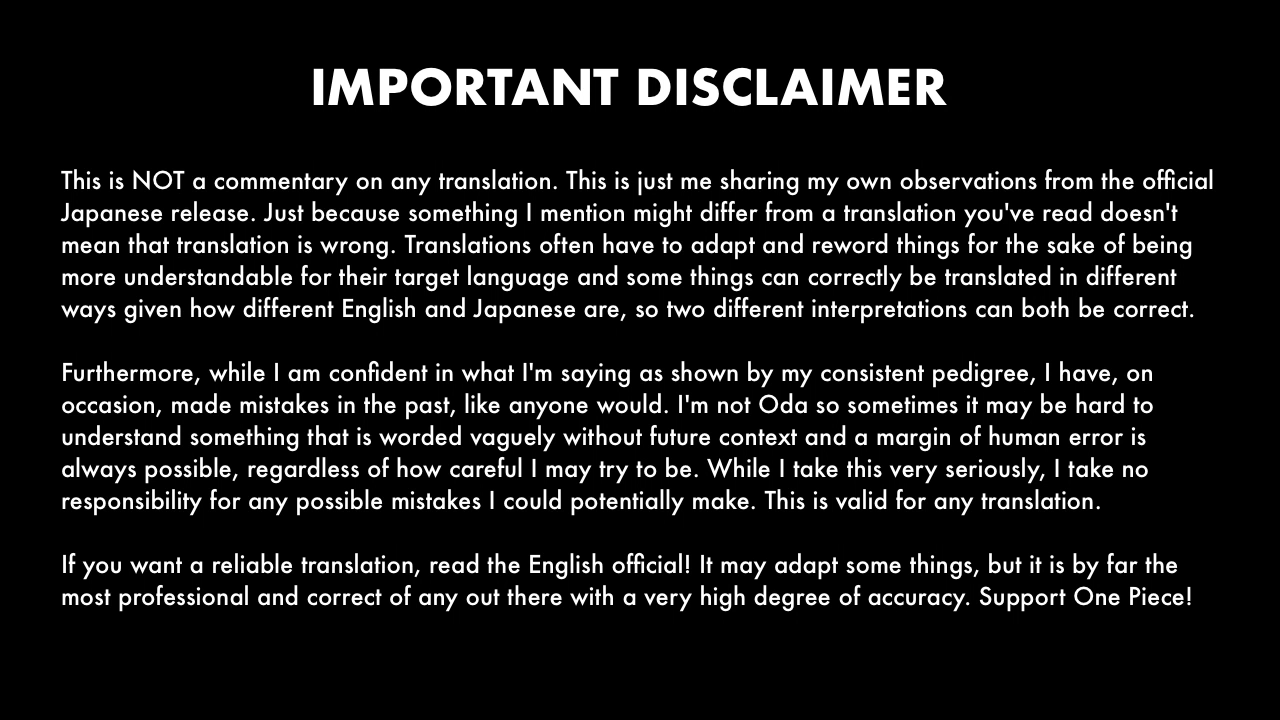 IMPORTANT DISCLAIMER
This is NOT a commentary on any translation. This is just me sharing my own observations from the official
Japanese release. Just because something I mention might differ from a translation you've read doesn't
mean that translation is wrong. Translations often have to adapt and reword things for the sake of being
more understandable for their target language and some things can correctly be translated in different
ways given how different English and Japanese are, so two different interpretations can both be correct.
Furthermore, while I am confident in what I'm saying as shown by my consistent pedigree, I have, on
occasion, made mistakes in the past, like anyone would. I'm not Oda so sometimes it may be hard to
understand something that is worded vaguely without future context and a margin of human error is
always possible, regardless of how careful I may try to be. While I take this very seriously, I take no
responsibility for any possible mistakes I could potentially make. This is valid for any translation.
If you want a reliable translation, read the English official! It may adapt some things, but it is by far the
most professional and correct of any out there with a very high degree of accuracy. Support One Piece!